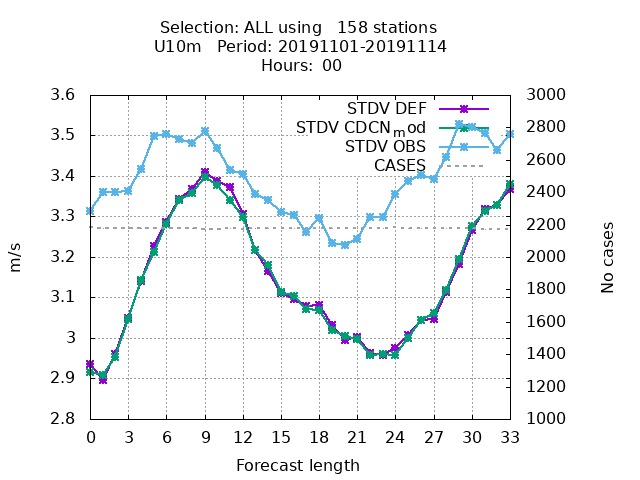 Selection: ALL using   158 stations
U10m   Period: 20191101-20191114
Hours: 00
STDV DEF
STDV CDCNmod
STDV OBS
CASES
3.6
3.5
3.4
3.3
3.2
3.1
3
2.9
2.8
m/s
3000
2800
2600
2400
2200
2000
1800
1600
1400
1200
1000
No cases
0 3 6 9 12 15 18 21 24 27 30 33
Forecast length